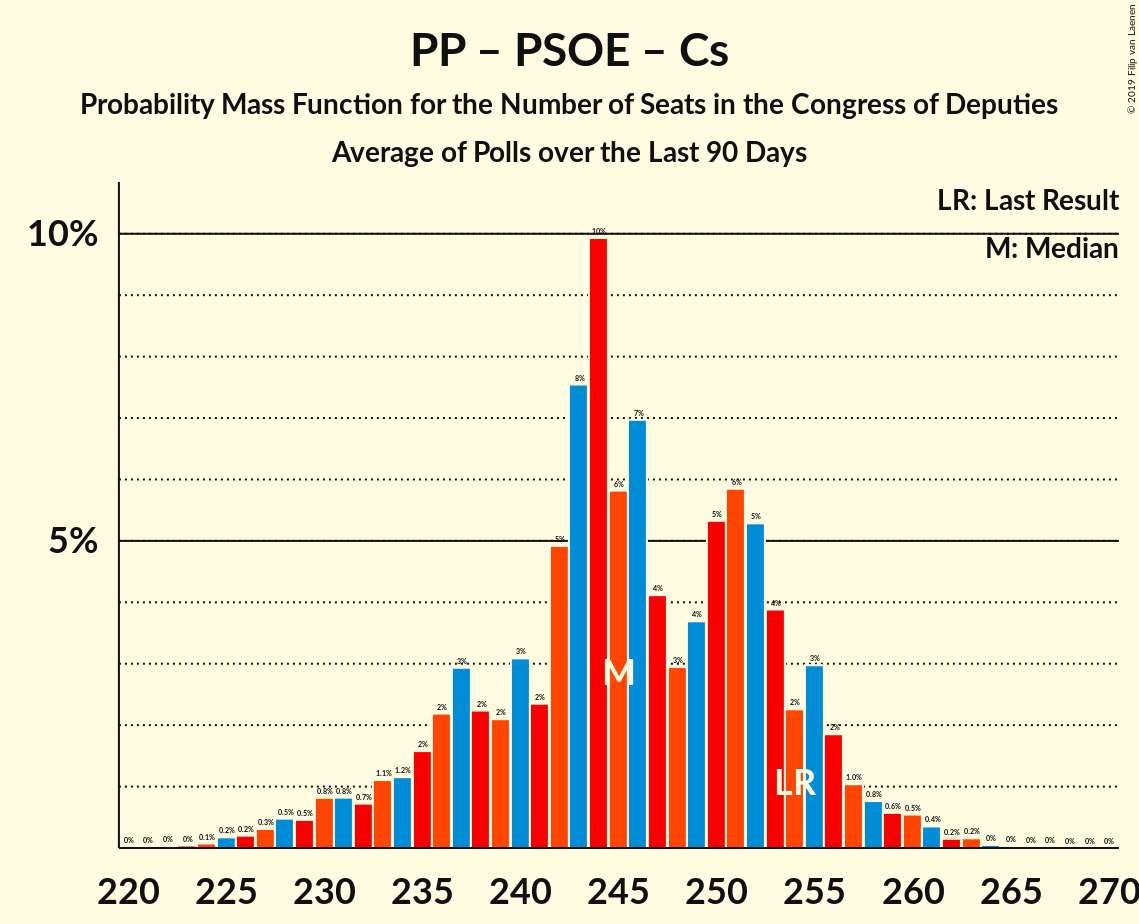 PP – PSOE – Cs
Probability Mass Function for the Number of Seats in the Congress of Deputies
Average of Polls over the Last 90 Days
© 2019 Filip van Laenen
LR: Last Result
M: Median
10%
5%
0% 0% 0% 0% 0.1% 0.2% 0.2% 0.3% 0.5% 0.5% 0.8% 0.8% 0.7% 1.1% 1.2% 2% 2% 3% 2% 2% 3% 2% 5% 8% 10% 6% 7% 4% 3% 4% 5% 6% 5% 4% 2% 3% 2% 1.0% 0.8% 0.6% 0.5% 0.4% 0.2% 0.2% 0% 0% 0% 0% 0% 0% 0%
M
LR
220 225 230 235 240 245 250 255 260 265 270